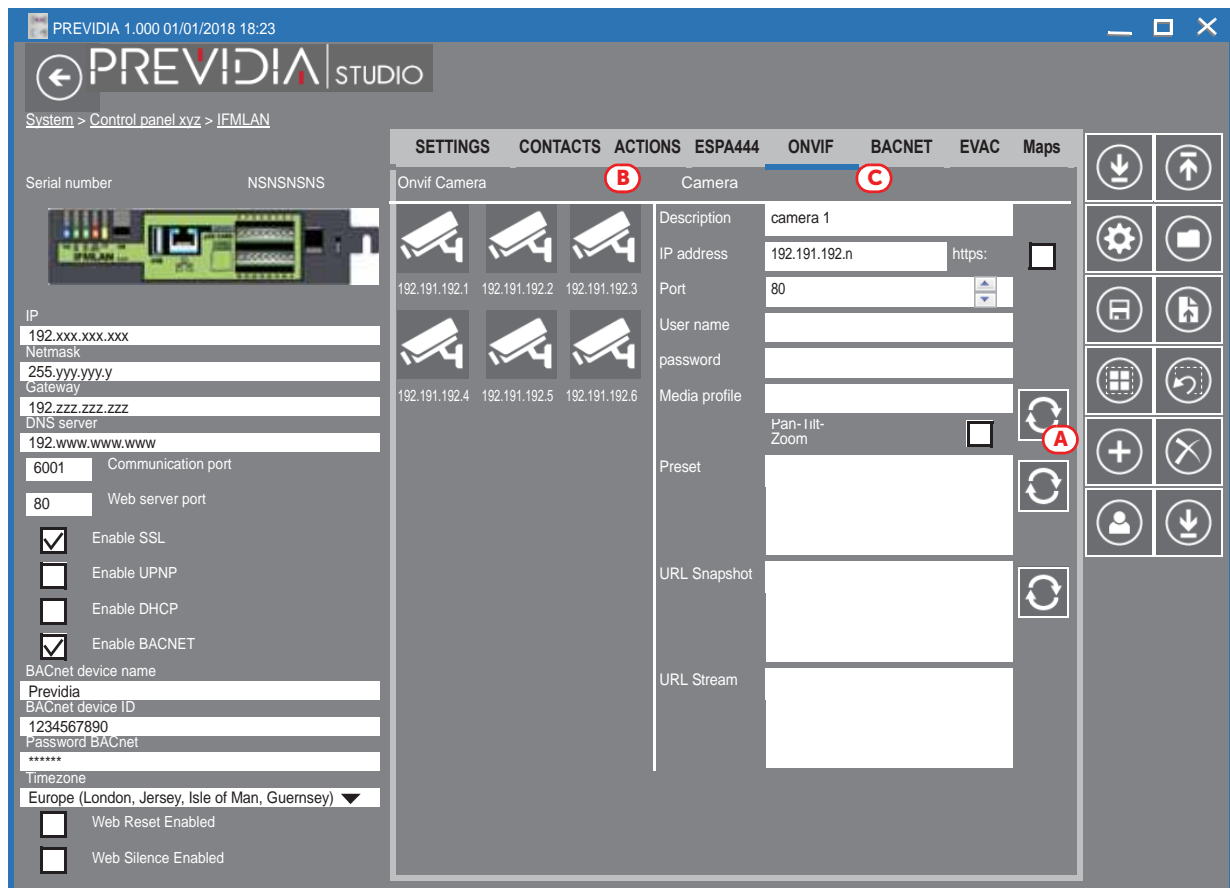 PREVIDIA 1.000 01/01/2018 18:23
PREVIDIA STUDIO
System > Control panel xyz > IFMLAN
SETTINGS CONTACTS ACTIONS ESPA444 ONVIF BACNET EVAC Maps
Serial number NSNSNSNS
IFMLAN
IP
192.xxx.xxx.xxx
Netmask
255.yyy.yyy.y
Gateway
192.zzz.zzz.zzz
DNS server
192.www.www.www
6001 Communication port
80 Web server port
Enable SSL
Enable UPNP
Enable DHCP
Enable BACNET
BACnet device name
Previdia
BACnet device ID
1234567890
Password BACnet
******
Timezone
Europe (London, Jersey, Isle of Man, Guernsey)
Web Reset Enabled
Web Silence Enabled
Onvif Camera
B
192.191.192.1 192.191.192.2 192.191.192.3
192.191.192.4 192.191.192.5 192.191.192.6
Camera
C
Description camera 1
IP address 192.191.192.n https:
Port 80
User name
password
Media profile
Pan-Tilt-
Zoom
A
Preset
URL Snapshot
URL Stream